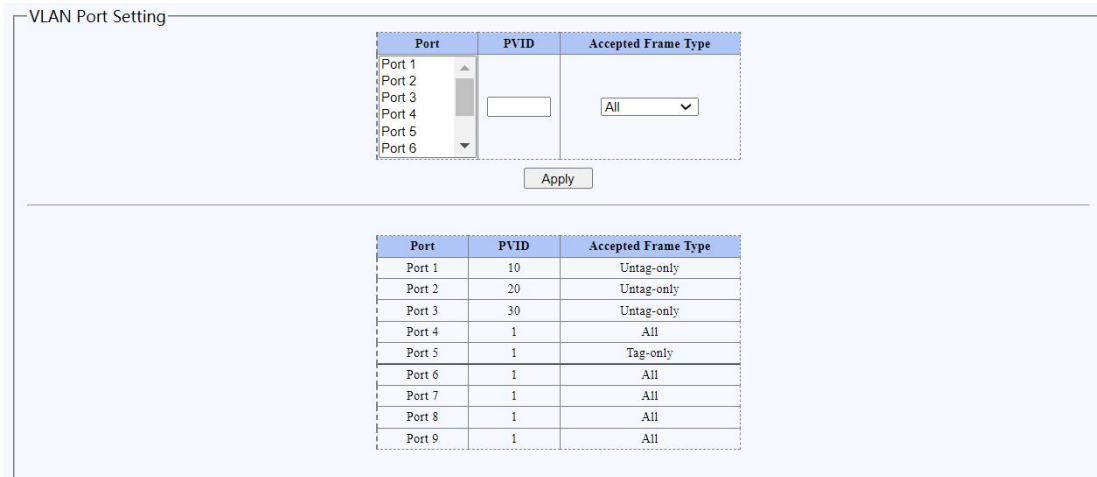 VLAN Port Setting
Port PVID Accepted Frame Type
Port 1
Port 2
Port 3
Port 4
Port 5
Port 6
All
Apply
Port PVID Accepted Frame Type
Port 1 10 Untag-only
Port 2 20 Untag-only
Port 3 30 Untag-only
Port 4 1 All
Port 5 1 Tag-only
Port 6 1 All
Port 7 1 All
Port 8 1 All
Port 9 1 All